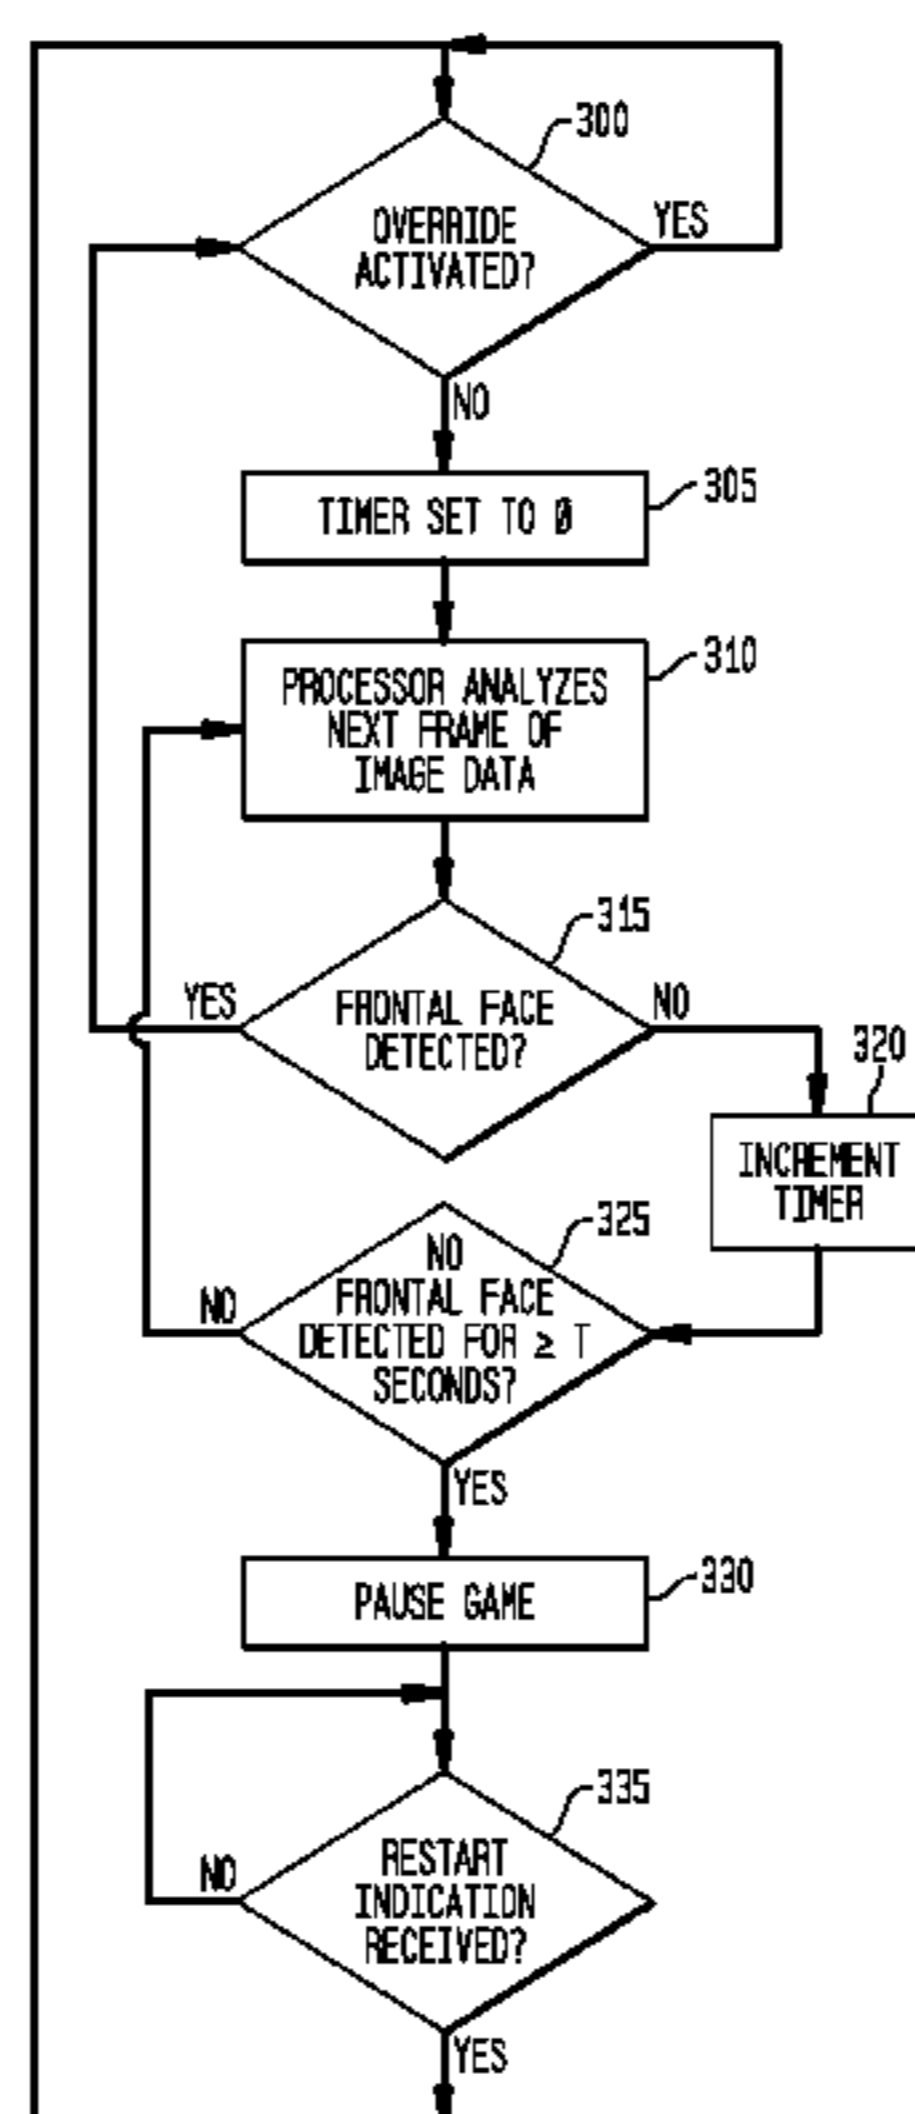 300
OVERRIDE
ACTIVATED?
YES
NO
305
TIMER SET TO 0
310
PROCESSOR ANALYZES
NEXT FRAME OF
IMAGE DATA
315
YES
FRONTAL FACE
DETECTED?
NO
320
INCREMENT
TIMER
325
NO
FRONTAL FACE
DETECTED FOR ≥ T
SECONDS?
NO
YES
330
PAUSE GAME
335
NO
RESTART
INDICATION
RECEIVED?
YES